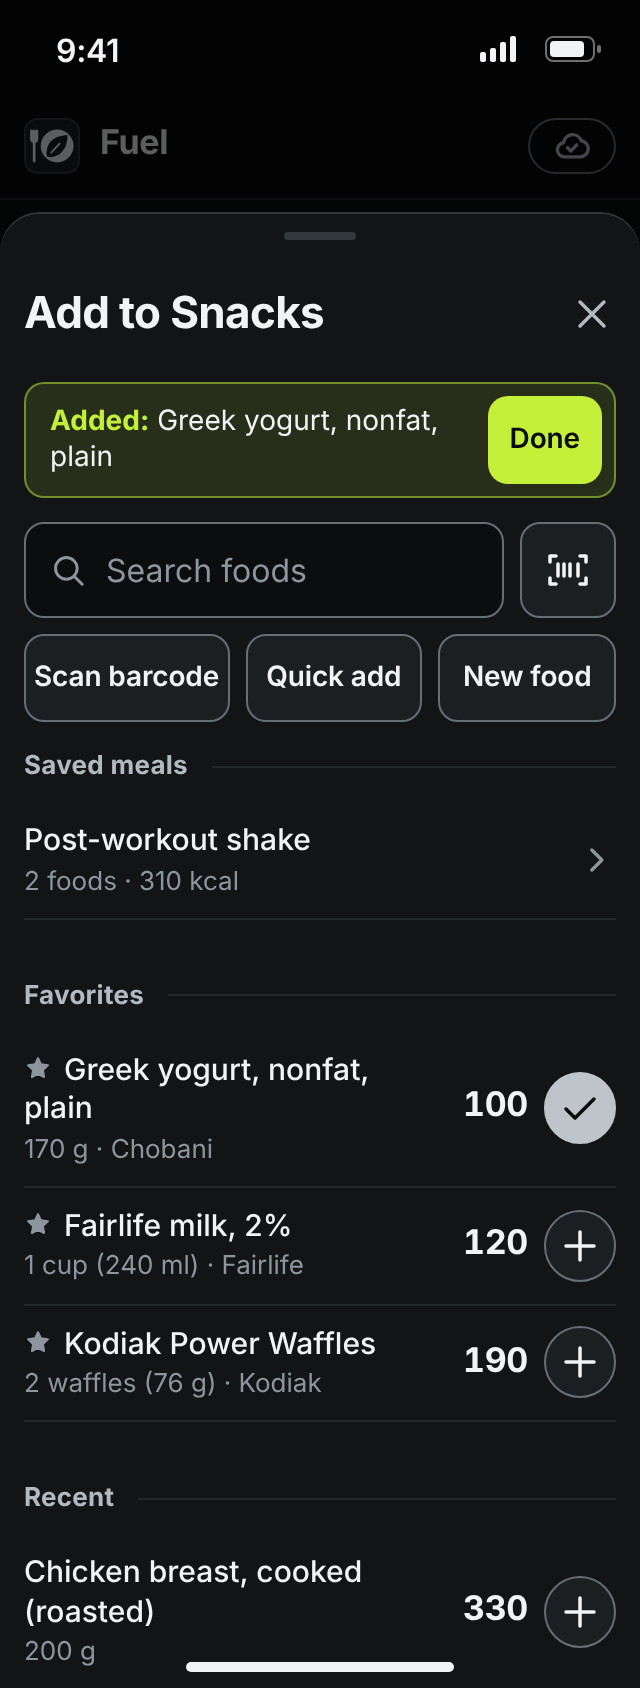 9:41
Fuel
Add to Snacks
Added: Greek yogurt, nonfat,
plain
Done
Search foods
Scan barcode
Quick add
New food
Saved meals
Post-workout shake
2 foods · 310 kcal
Favorites
Greek yogurt, nonfat,
plain
170 g · Chobani
100
Fairlife milk, 2%
1 cup (240 ml) · Fairlife
120
Kodiak Power Waffles
2 waffles (76 g) · Kodiak
190
Recent
Chicken breast, cooked
(roasted)
200 g
330